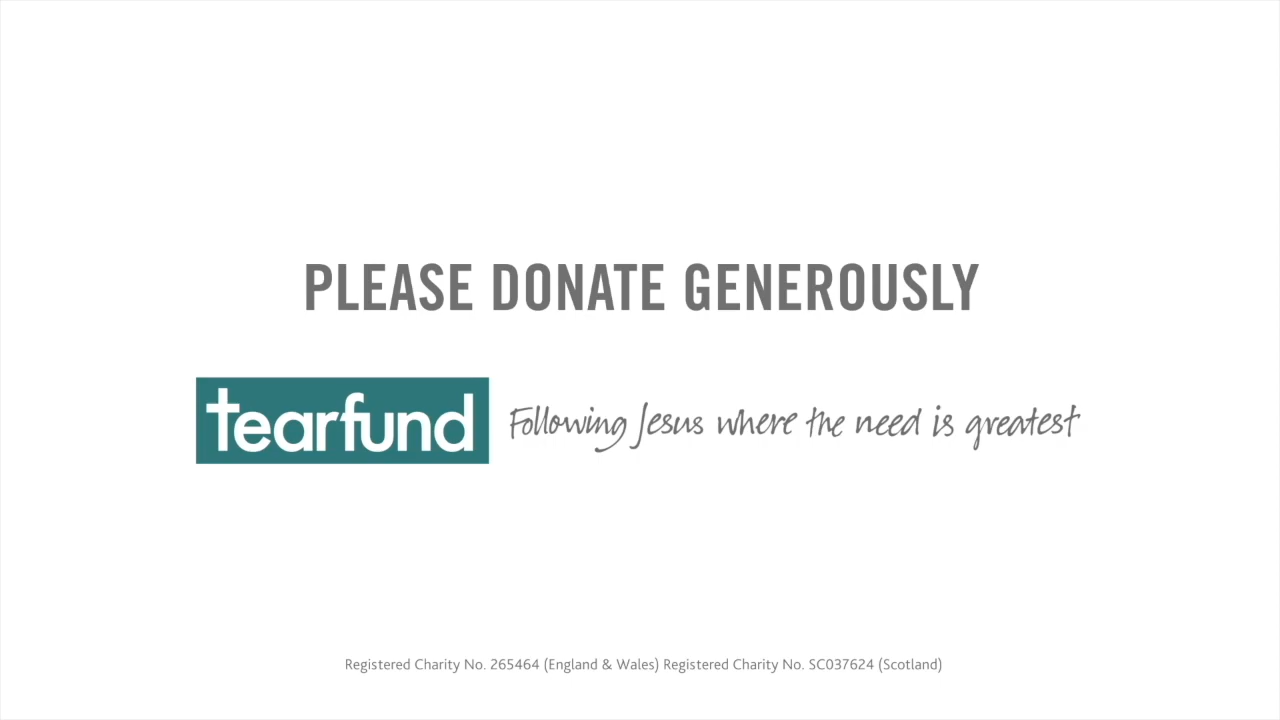 PLEASE DONATE GENEROUSLY
tearfund Following Jesus where the need is greatest
Registered Charity No. 265464 (England & Wales) Registered Charity No. SC037624 (Scotland)